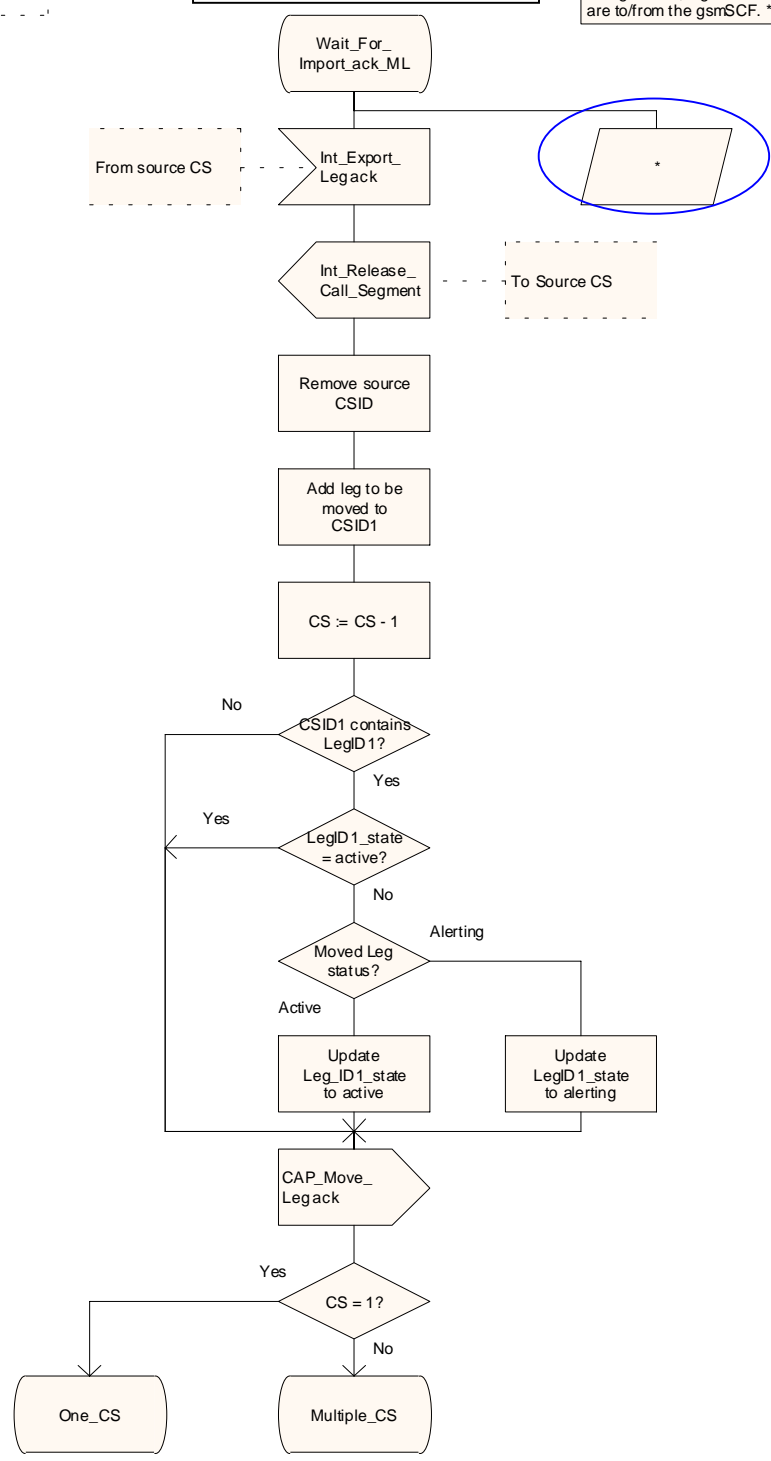 are to/from the gsmSCF. *
Wait_For_
Import_ack_ML
From source CS
Int_Export_
Leg ack
*
Int_Release_
Call_Segment
To Source CS
Remove source
CSID
Add leg to be
moved to
CSID1
CS := CS - 1
No
CSID1 contains
LegID1?
Yes
Yes
LegID1_state
= active?
No
Alerting
Moved Leg
status?
Active
Update
Leg_ID1_state
to active
Update
LegID1_state
to alerting
CAP_Move_
Leg ack
Yes
CS = 1?
No
One_CS
Multiple_CS